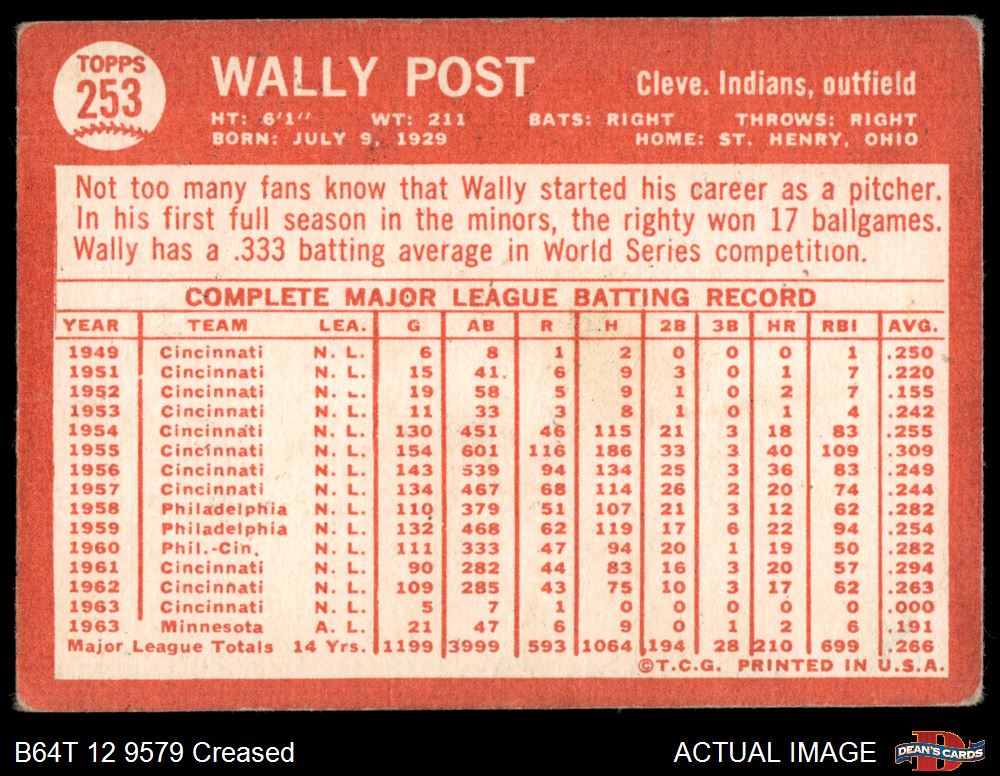 TOPPS
253
WALLY POST
Cleve. Indians, outfield
HT: 6'1" WT: 211 BATS: RIGHT THROWS: RIGHT
BORN: JULY 9, 1929 HOME: ST. HENRY, OHIO
Not too many fans know that Wally started his career as a pitcher.
In his first full season in the minors, the righty won 17 ballgames.
Wally has a .333 batting average in World Series competition.
COMPLETE MAJOR LEAGUE BATTING RECORD
YEAR TEAM LEA. G AB R H 2B 3B HR RBI AVG.
1949 Cincinnati N. L. 6 8 1 2 0 0 0 1 .250
1951 Cincinnati N. L. 15 41 6 9 3 0 1 7 .220
1952 Cincinnati N. L. 19 58 5 9 1 0 2 7 .155
1953 Cincinnati N. L. 11 33 3 8 1 0 1 4 .242
1954 Cincinnati N. L. 130 451 46 115 21 3 18 83 .255
1955 Cincinnati N. L. 154 601 116 186 33 3 40 109 .309
1956 Cincinnati N. L. 143 539 94 134 25 3 36 83 .249
1957 Cincinnati N. L. 134 467 68 114 26 2 20 74 .244
1958 Philadelphia N. L. 110 379 51 107 21 3 12 62 .282
1959 Philadelphia N. L. 132 468 62 119 17 6 22 94 .254
1960 Phil.-Cin. N. L. 111 333 47 94 20 1 19 50 .282
1961 Cincinnati N. L. 90 282 44 83 16 3 20 57 .294
1962 Cincinnati N. L. 109 285 43 75 10 3 17 62 .263
1963 Cincinnati N. L. 5 7 1 0 0 0 0 0 .000
1963 Minnesota A. L. 21 47 6 9 0 1 2 6 .191
Major League Totals 14 Yrs. 1199 3999 593 1064 194 28 210 699 .266
©T.C.G. PRINTED IN U.S.A.
B64T 12 9579 Creased
ACTUAL IMAGE
D
DEAN'S CARDS